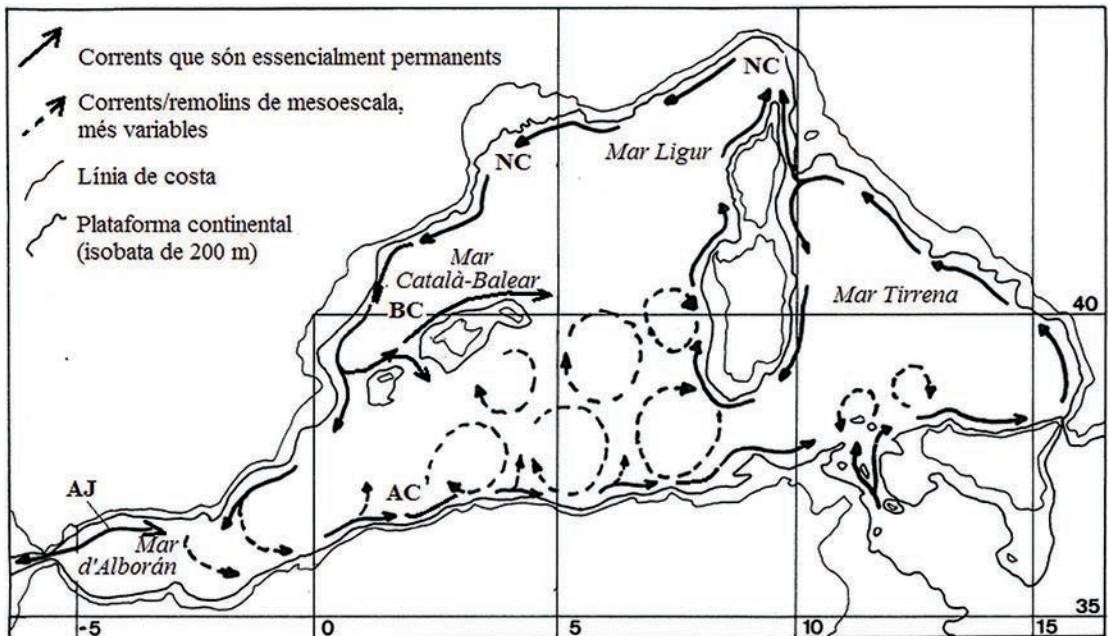 Corrents que són essencialment permanents
Corrents/remolins de mesoescala,
més variables
Línia de costa
Plataforma continental
(isobata de 200 m)
NC
Mar Ligur
NC
Mar
Català-Balear
BC
Mar Tirrena
40
AJ
AC
Mar
d'Alborán
35
-5
0
5
10
15